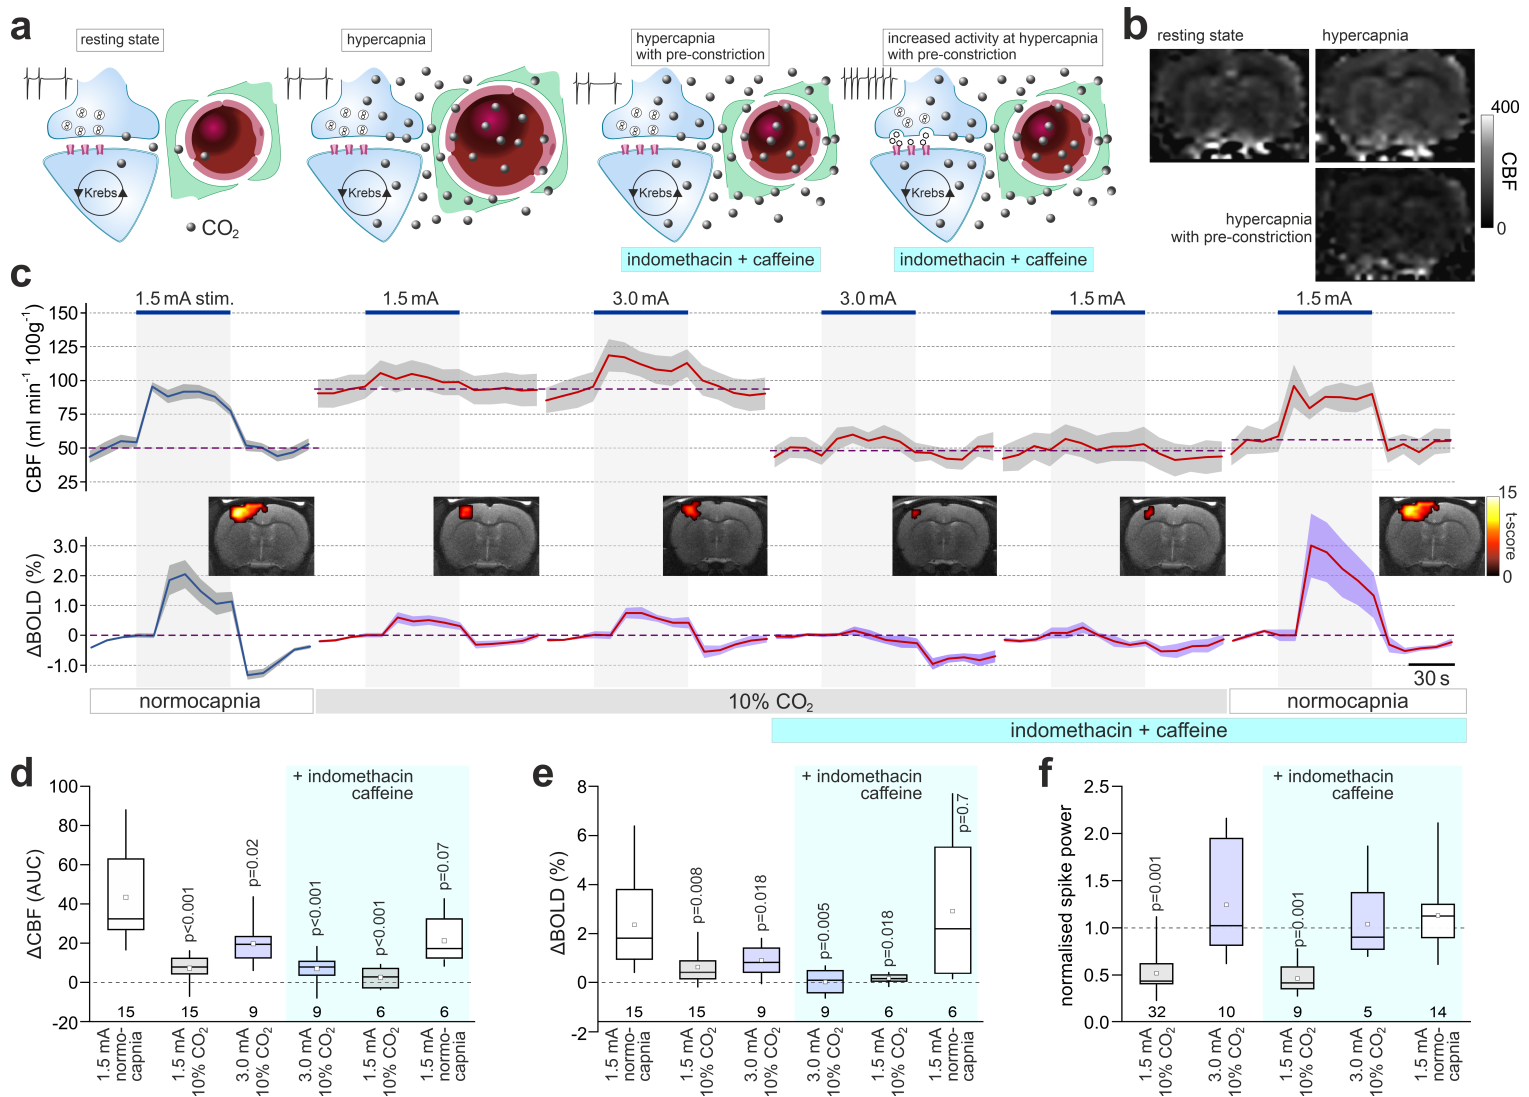 a
resting state
hypercapnia
hypercapnia
with pre-constriction
increased activity at hypercapnia
with pre-constriction
Krebs
Krebs
Krebs
Krebs
CO2
indomethacin + caffeine
indomethacin + caffeine
b
resting state
hypercapnia
hypercapnia
with pre-constriction
400
CBF
0
c
1.5 mA stim.
1.5 mA
3.0 mA
3.0 mA
1.5 mA
1.5 mA
CBF (ml min-1 100g-1)
150
125
100
75
50
25
15
t-score
0
ΔBOLD (%)
3.0
2.0
1.0
0
-1.0
30 s
normocapnia
10% CO2
normocapnia
indomethacin + caffeine
d
+ indomethacin
caffeine
ΔCBF (AUC)
100
80
60
40
20
0
-20
p<0.001
p=0.02
p<0.001
p<0.001
p=0.07
15
15
9
9
6
6
1.5 mA
normo-
capnia
1.5 mA
10% CO2
3.0 mA
10% CO2
3.0 mA
10% CO2
1.5 mA
10% CO2
1.5 mA
normo-
capnia
e
+ indomethacin
caffeine
ΔBOLD (%)
8
6
4
2
0
-2
p=0.008
p=0.018
p=0.005
p=0.018
p=0.7
15
15
9
9
6
6
1.5 mA
normo-
capnia
1.5 mA
10% CO2
3.0 mA
10% CO2
3.0 mA
10% CO2
1.5 mA
10% CO2
1.5 mA
normo-
capnia
f
+ indomethacin
caffeine
normalised spike power
2.5
2.0
1.5
1.0
0.5
0.0
p=0.001
p=0.001
32
10
9
5
14
1.5 mA
10% CO2
3.0 mA
10% CO2
1.5 mA
10% CO2
3.0 mA
10% CO2
1.5 mA
normo-
capnia